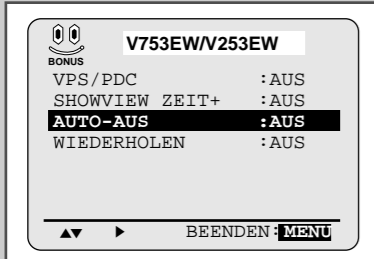 V753EW/V253EW
BONUS
VPS/PDC :AUS
SHOWVIEW ZEIT+ :AUS
AUTO-AUS :AUS
WIEDERHOLEN :AUS
▲▼ ▶ BEENDEN:MENU